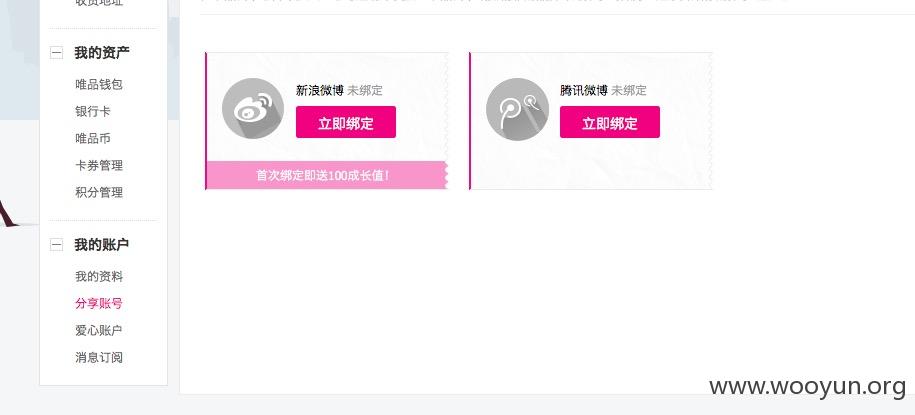 收货地址
我的资产
唯品钱包
银行卡
唯品币
卡券管理
积分管理
我的账户
我的资料
分享账号
爱心账户
消息订阅
新浪微博 未绑定
立即绑定
首次绑定即送100成长值！
腾讯微博 未绑定
立即绑定
www.wooyun.org